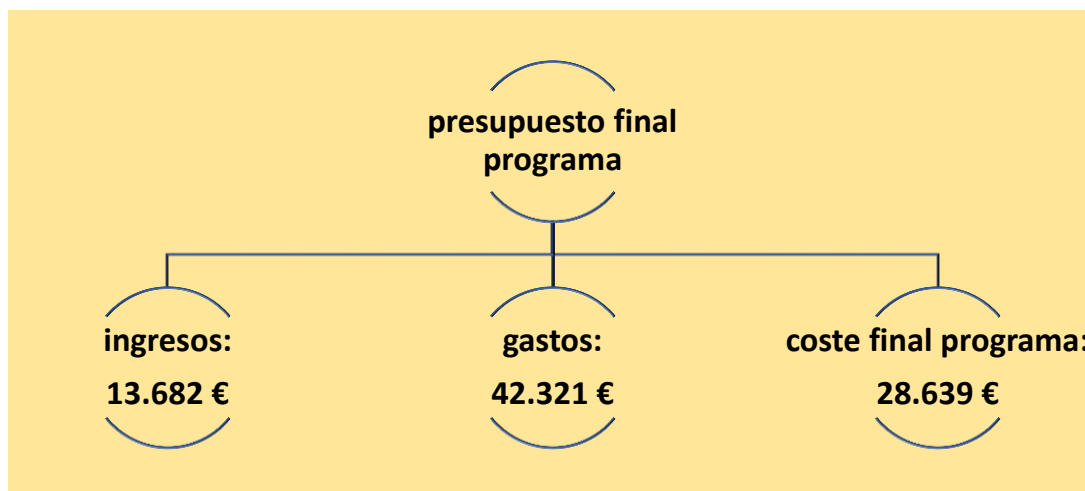 presupuesto final
programa
ingresos:
13.682 €
gastos:
42.321 €
coste final programa:
28.639 €